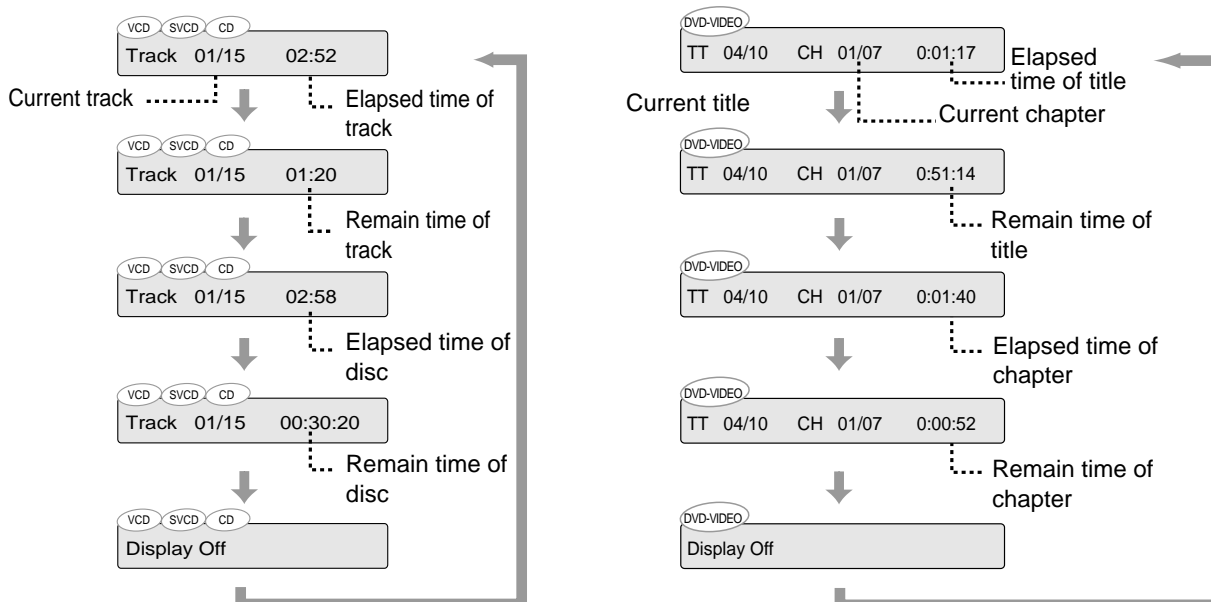 VCD SVCD CD
Track 01/15 02:52
Current track
Elapsed time of
track
VCD SVCD CD
Track 01/15 01:20
Remain time of
track
VCD SVCD CD
Track 01/15 02:58
Elapsed time of
disc
VCD SVCD CD
Track 01/15 00:30:20
Remain time of
disc
VCD SVCD CD
Display Off
DVD-VIDEO
TT 04/10 CH 01/07 0:01:17
Elapsed
time of title
Current title
Current chapter
DVD-VIDEO
TT 04/10 CH 01/07 0:51:14
Remain time of
title
DVD-VIDEO
TT 04/10 CH 01/07 0:01:40
Elapsed time of
chapter
DVD-VIDEO
TT 04/10 CH 01/07 0:00:52
Remain time of
chapter
DVD-VIDEO
Display Off